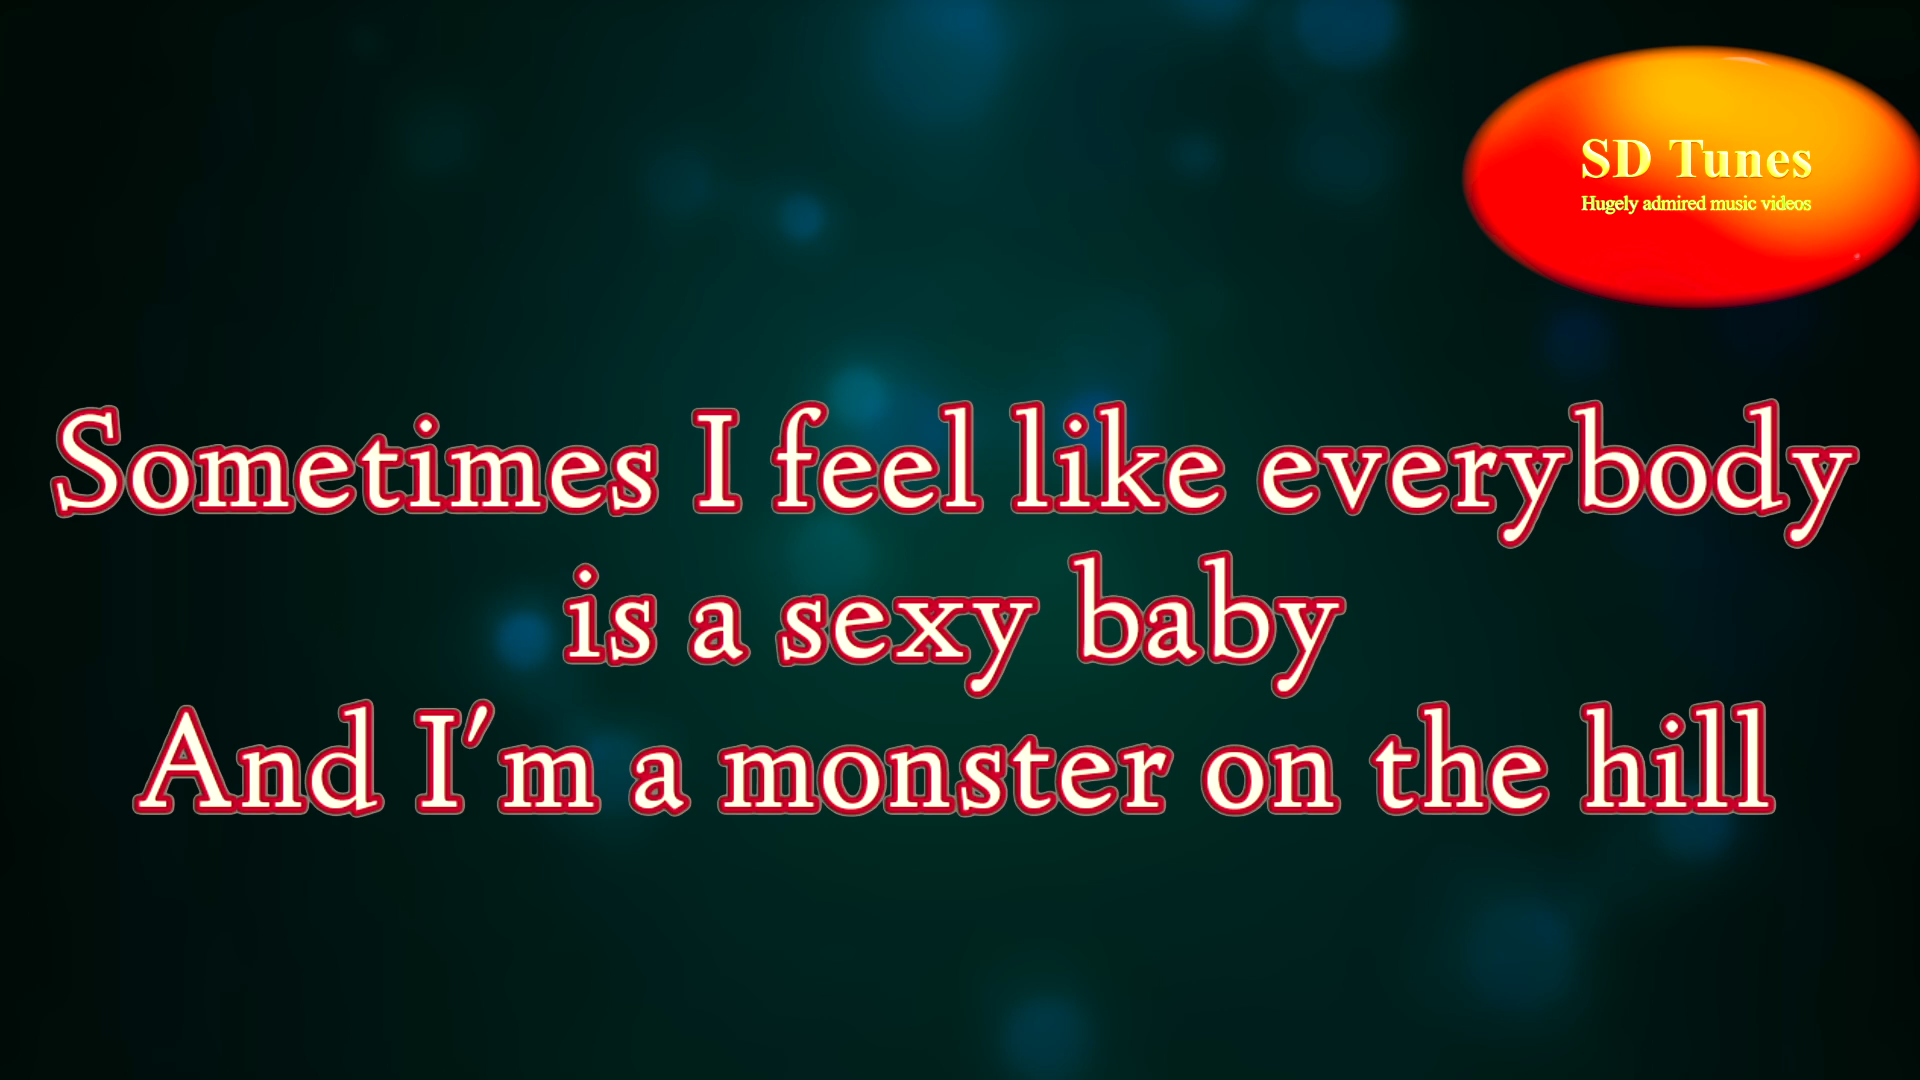 SD Tunes
Hugely admired music videos
Sometimes I feel like everybody
is a sexy baby
And I'm a monster on the hill